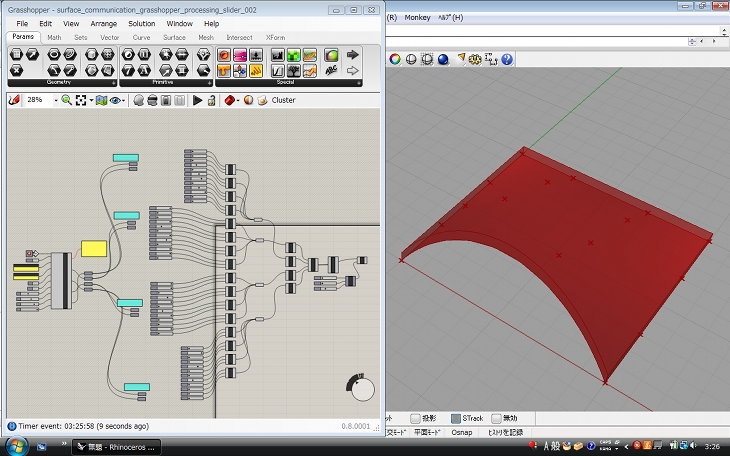 Grasshopper - surface_communication_grasshopper_processing_slider_002
File Edit View Arrange Solution Window Help
Params Math Sets Vector Curve Surface Mesh Intersect XForm
Geometry Primitive Special
28% Cluster
Timer event: 03:25:58 (9 seconds ago) 0.8.0001
(R) Monkey ﾍﾙﾌﾟ(H)
投影 STrack 無効
平面ﾓｰﾄﾞ Osnap ﾋｽﾄﾘを記録
無題 - Rhinoceros ...
A 般 CAPS KANA 3:26